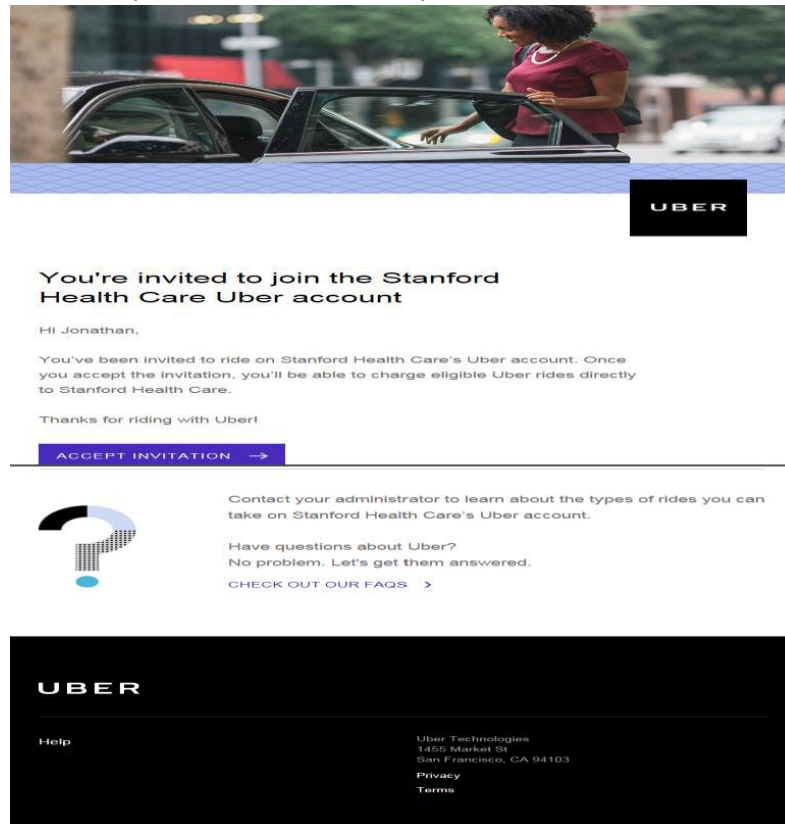 UBER
You're invited to join the Stanford
Health Care Uber account
Hi Jonathan,
You've been invited to ride on Stanford Health Care's Uber account. Once
you accept the invitation, you'll be able to charge eligible Uber rides directly
to Stanford Health Care.
Thanks for riding with Uber!
ACCEPT INVITATION →
Contact your administrator to learn about the types of rides you can
take on Stanford Health Care's Uber account.
Have questions about Uber?
No problem. Let's get them answered.
CHECK OUT OUR FAQS >
UBER
Help
Uber Technologies
1455 Market St
San Francisco, CA 94103
Privacy
Terms